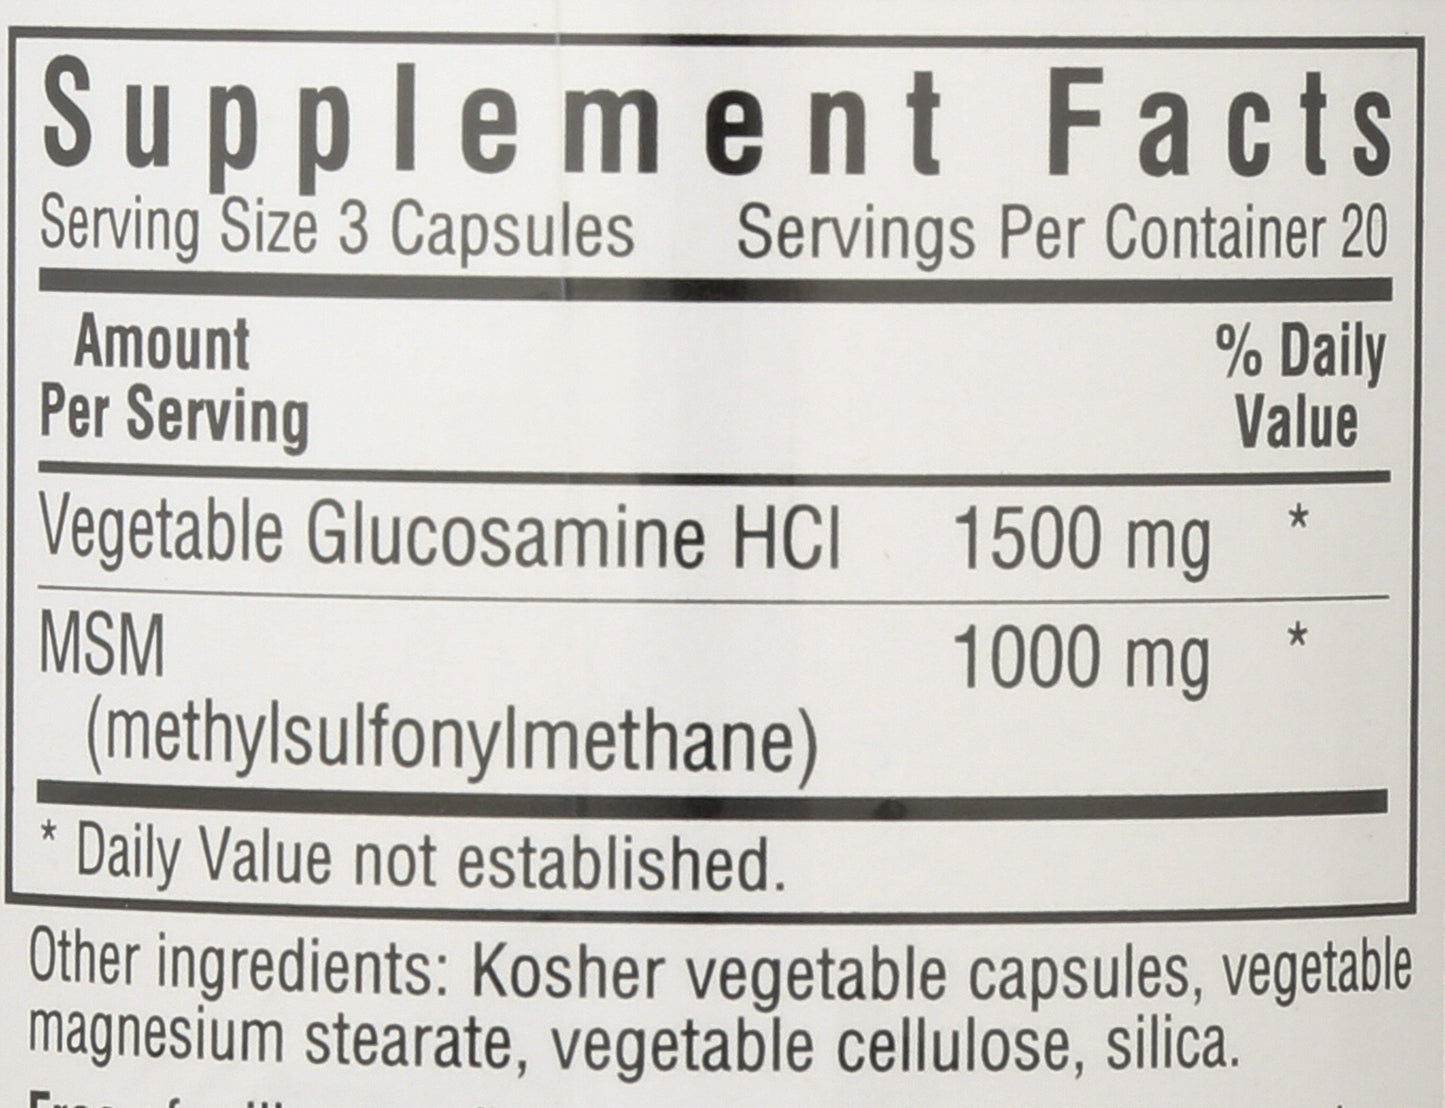 Supplement Facts
Serving Size 3 Capsules Servings Per Container 20
Amount % Daily
Per Serving Value
Vegetable Glucosamine HCl 1500 mg *
MSM 1000 mg *
(methylsulfonylmethane)
* Daily Value not established.
Other ingredients: Kosher vegetable capsules, vegetable
magnesium stearate, vegetable cellulose, silica.